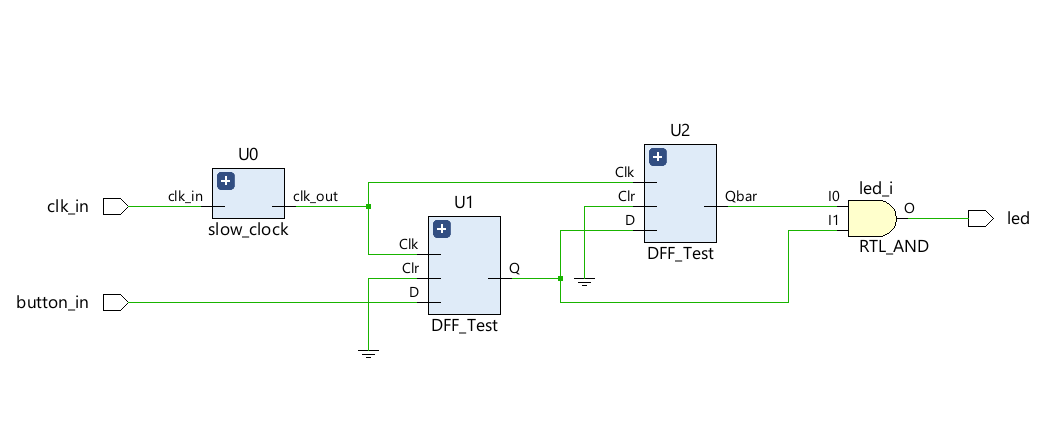 U0
clk_in
clk_in
clk_out
slow_clock
button_in
U1
Clk
Clr
D
Q
DFF_Test
U2
Clk
Clr
D
Qbar
DFF_Test
led_i
I0
I1
O
RTL_AND
led